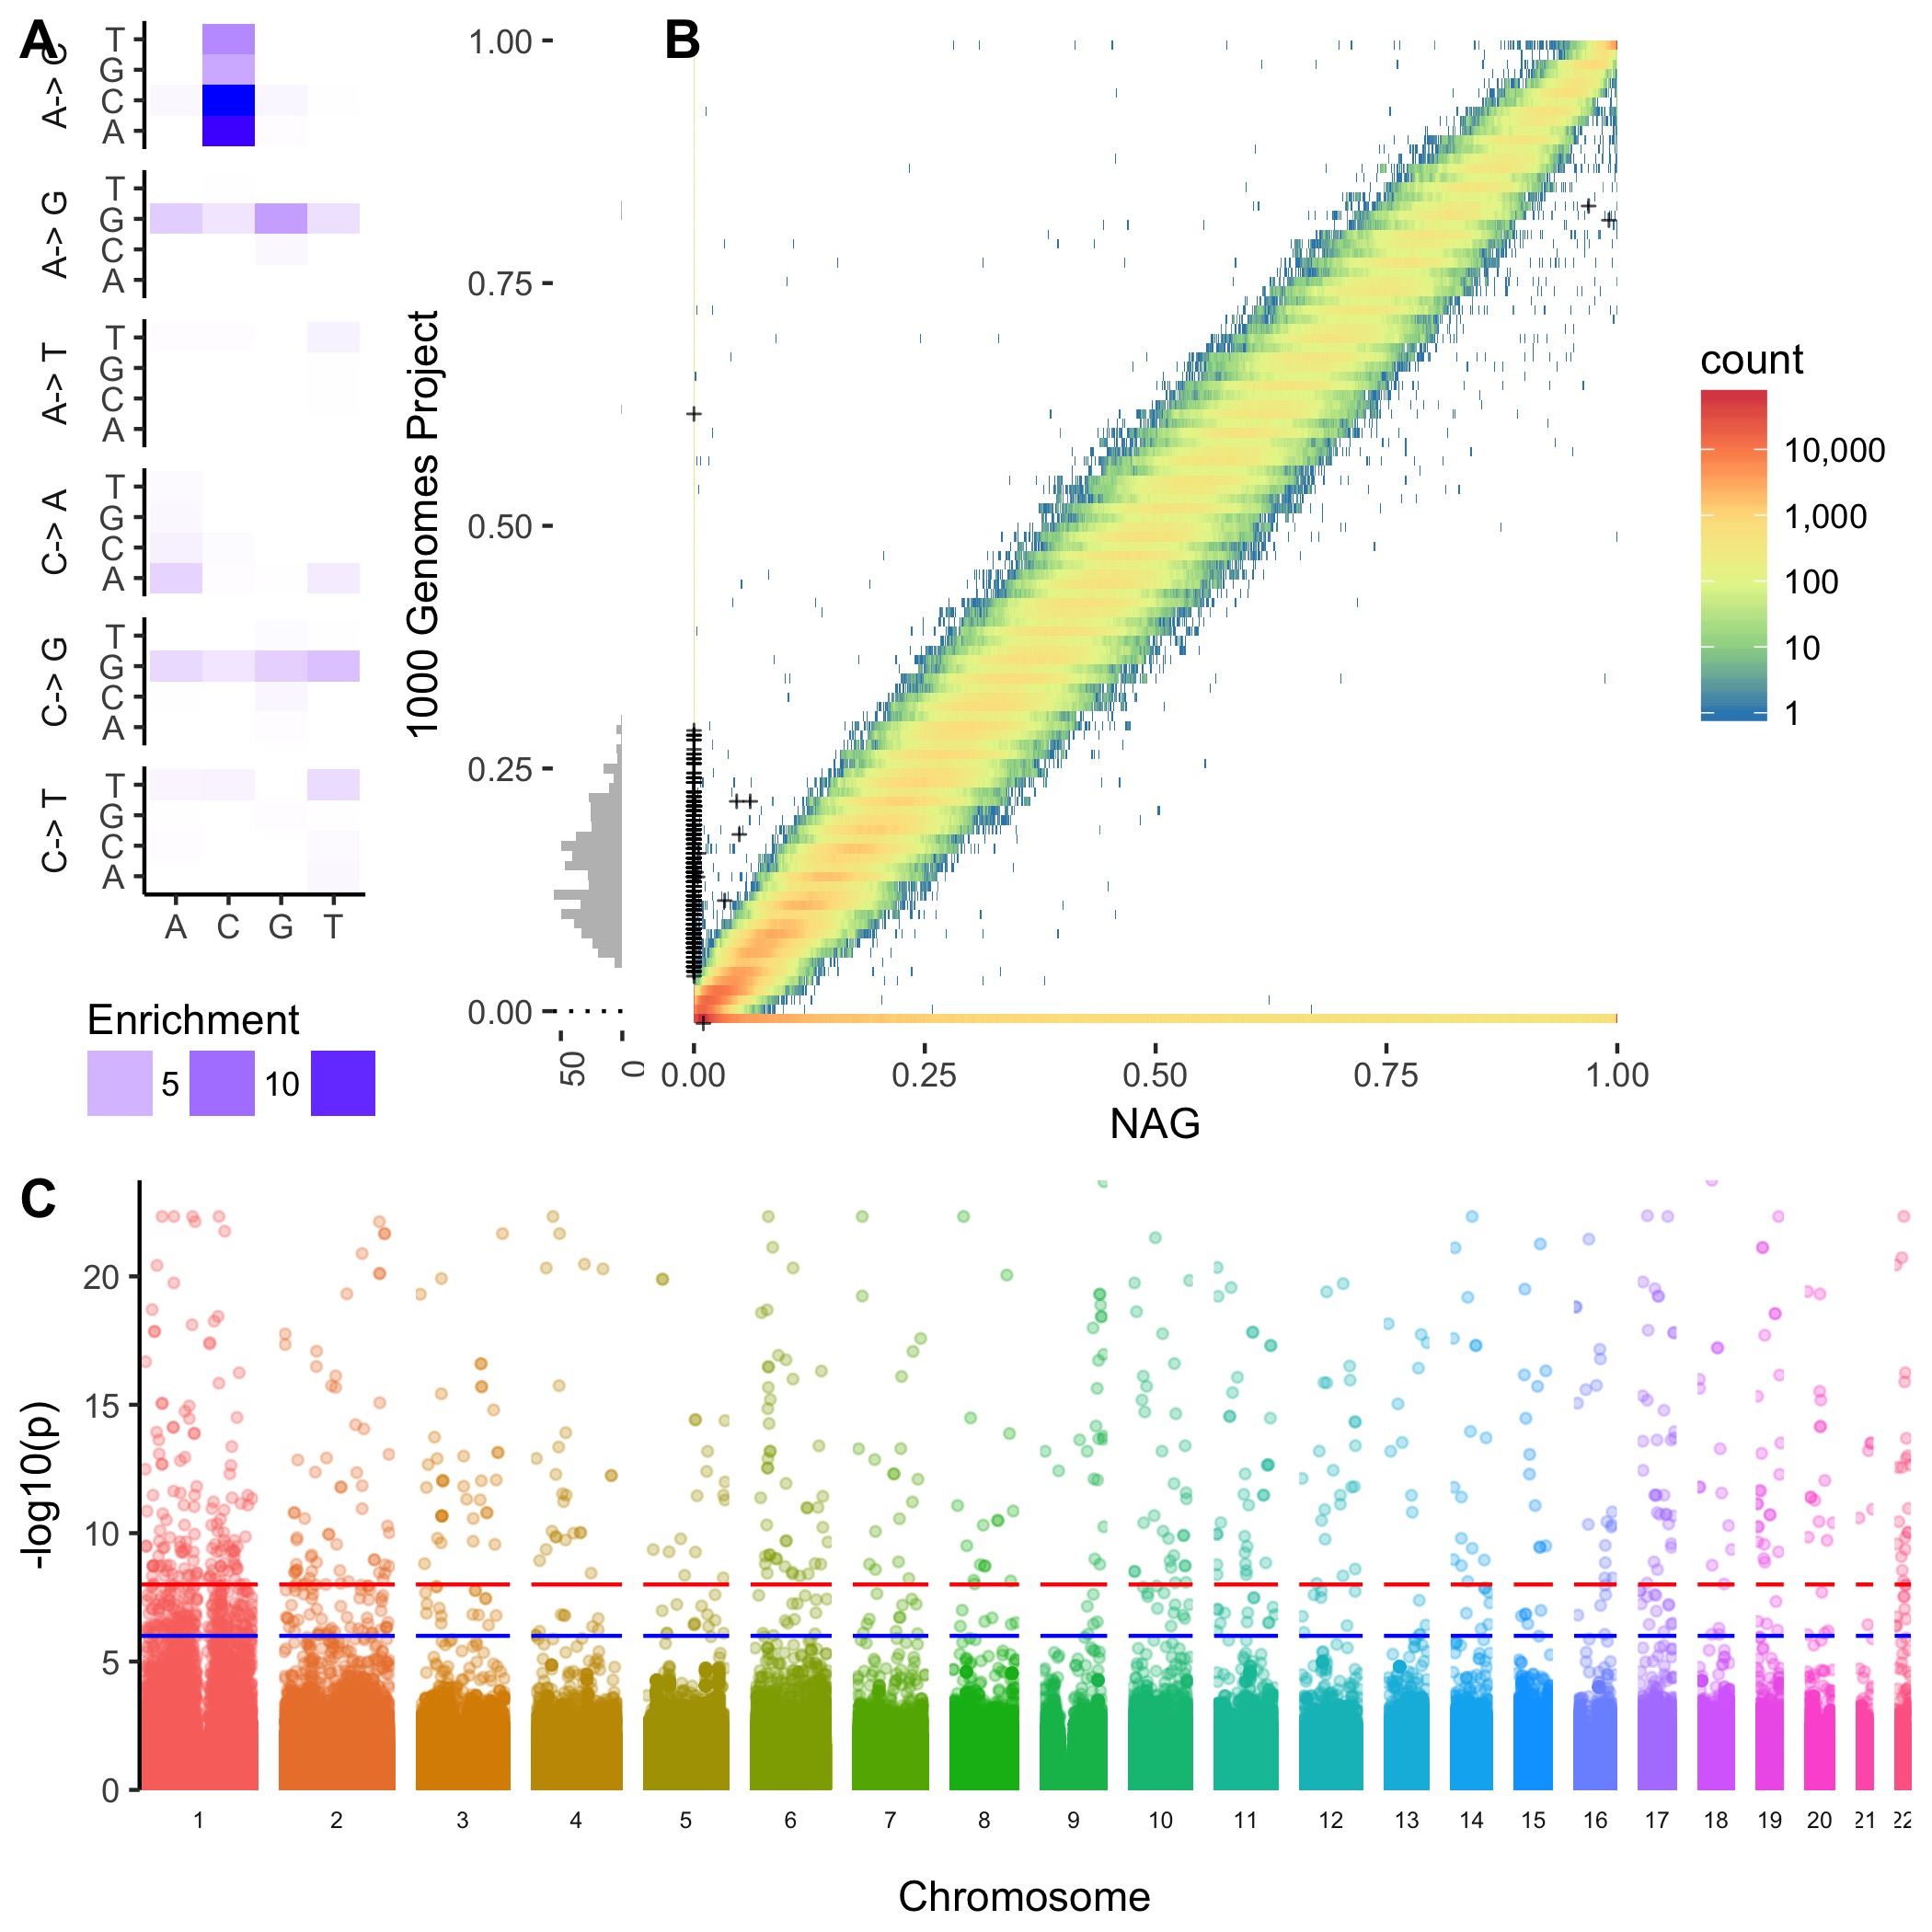 A
A-> C
T
G
C
A
A-> G
T
G
C
A
A-> T
T
G
C
A
C-> A
T
G
C
A
C-> G
T
G
C
A
C-> T
T
G
C
A
A C G T
Enrichment
5 10
B
1000 Genomes Project
1.00
0.75
0.50
0.25
0.00
50 0
0.00 0.25 0.50 0.75 1.00
NAG
count
10,000
1,000
100
10
1
C
-log10(p)
20
15
10
5
0
1 2 3 4 5 6 7 8 9 10 11 12 13 14 15 16 17 18 19 20 21 22
Chromosome